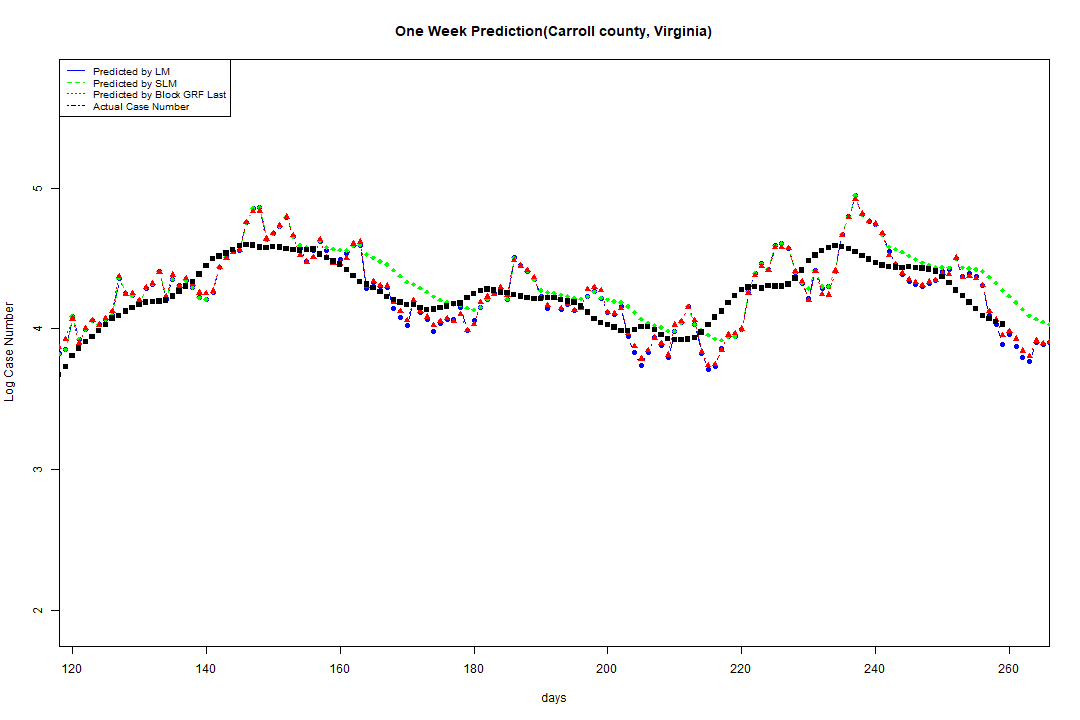 One Week Prediction(Carroll county, Virginia)
Predicted by LM
Predicted by SLM
Predicted by Block GRF Last
Actual Case Number
5
4
3
2
Log Case Number
120 140 160 180 200 220 240 260
days